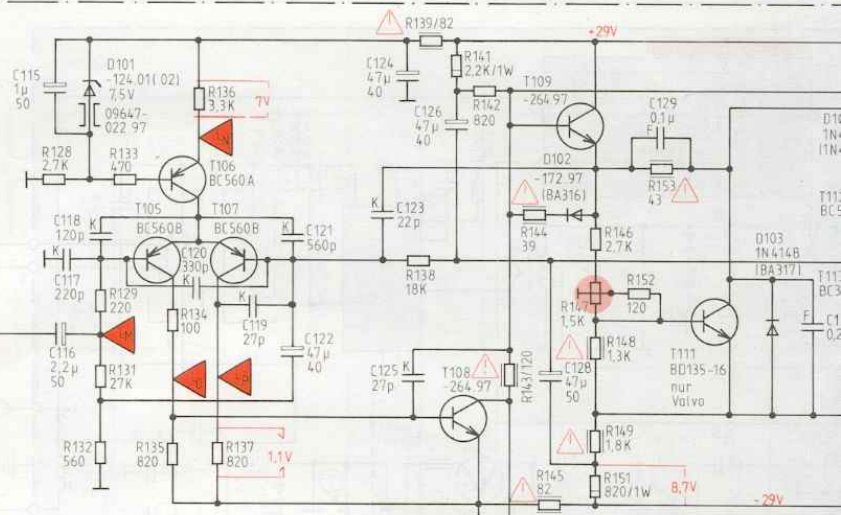 R139/82
+29V
C115
1µ
50
D101
-124.01(02)
7,5V
09647-
022 97
R136
3,3K
7V
C124
47µ
40
R141
2,2K/1W
R142
820
C126
47µ
40
T109
-264 97
C129
0,1µ
F
R128
2,7K
R133
470
T106
BC560A
D102
-172.97
(BA316)
R153
43
T105
BC560B
T107
BC560B
C118
120p
K
C121
560p
K
C123
22p
K
R144
39
R146
2,7K
D103
1N4148
(BA317)
C117
220p
K
C120
330p
K
R138
18K
R147
1,5K
R152
120
R129
220
R134
100
C119
27p
K
C122
47µ
40
R148
1,3K
T111
BD135-16
nur
Valvo
F
C116
2,2µ
50
R131
27K
C125
27p
K
T108
-264.97
R143/120
C128
47µ
50
R132
560
R135
820
R137
820
1,1V
R149
1,8K
R145
82
R151
820/1W
8,7V
-29V